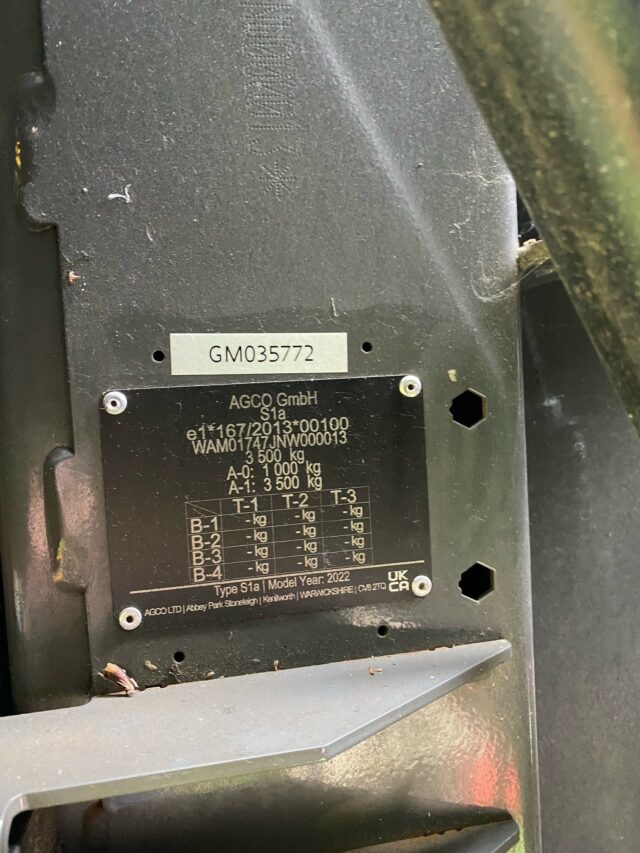 GM035772
AGCO GmbH
S1a
e1*167/2013*00100
WAM01747JNW000013
3 500 kg
A-0: 1 000 kg
A-1: 3 500 kg
T-1 T-2 T-3
B-1 - kg - kg - kg
B-2 - kg - kg - kg
B-3 - kg - kg - kg
B-4 - kg - kg - kg
Type S1a | Model Year: 2022
AGCO LTD | Abbey Park Stoneleigh | Kenilworth | WARWICKSHIRE | CV8 2TQ
UK
CA